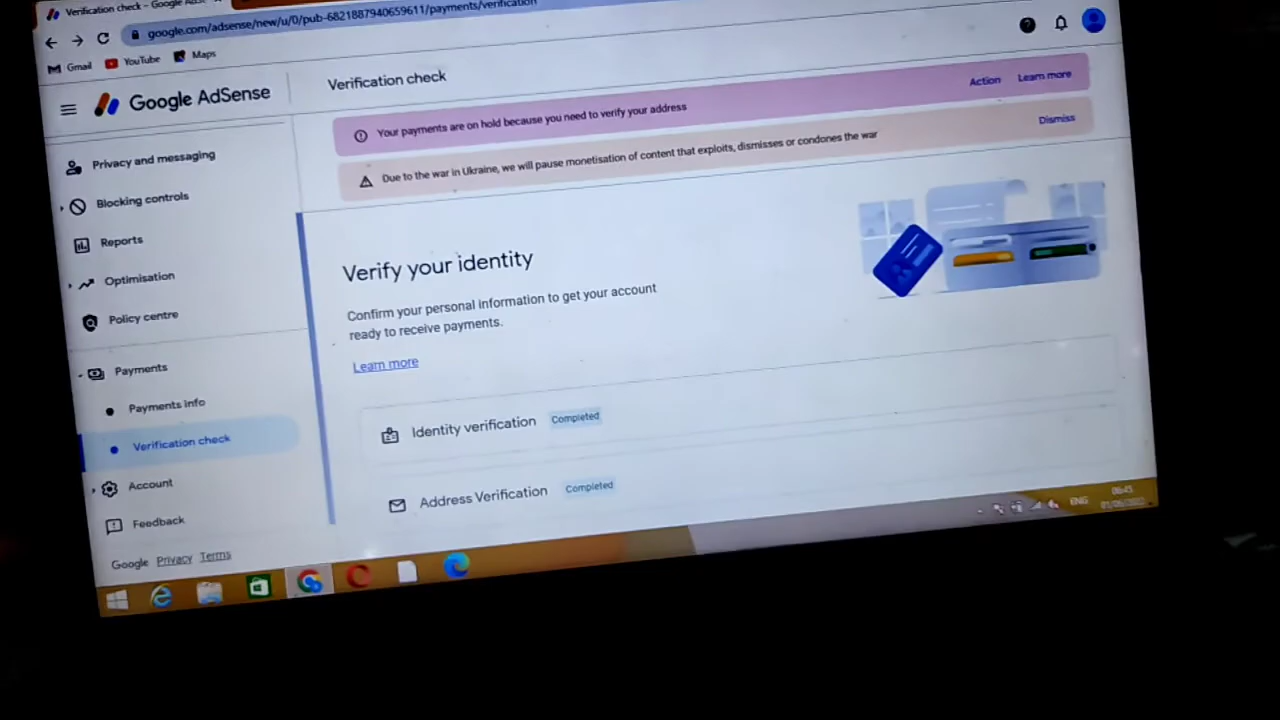 Verification check - Google
google.com/adsense/new/u/0/pub-6821887940659611/payments/verification
Gmail YouTube Maps
Google AdSense
Verification check
Your payments are on hold because you need to verify your address Action Learn more
Due to the war in Ukraine, we will pause monetisation of content that exploits, dismisses or condones the war Dismiss
Privacy and messaging
Blocking controls
Reports
Optimisation
Policy centre
Payments
Payments info
Verification check
Account
Feedback
Google Privacy Terms
Verify your identity
Confirm your personal information to get your account
ready to receive payments.
Learn more
Identity verification Completed
Address Verification Completed
ENG
06:45